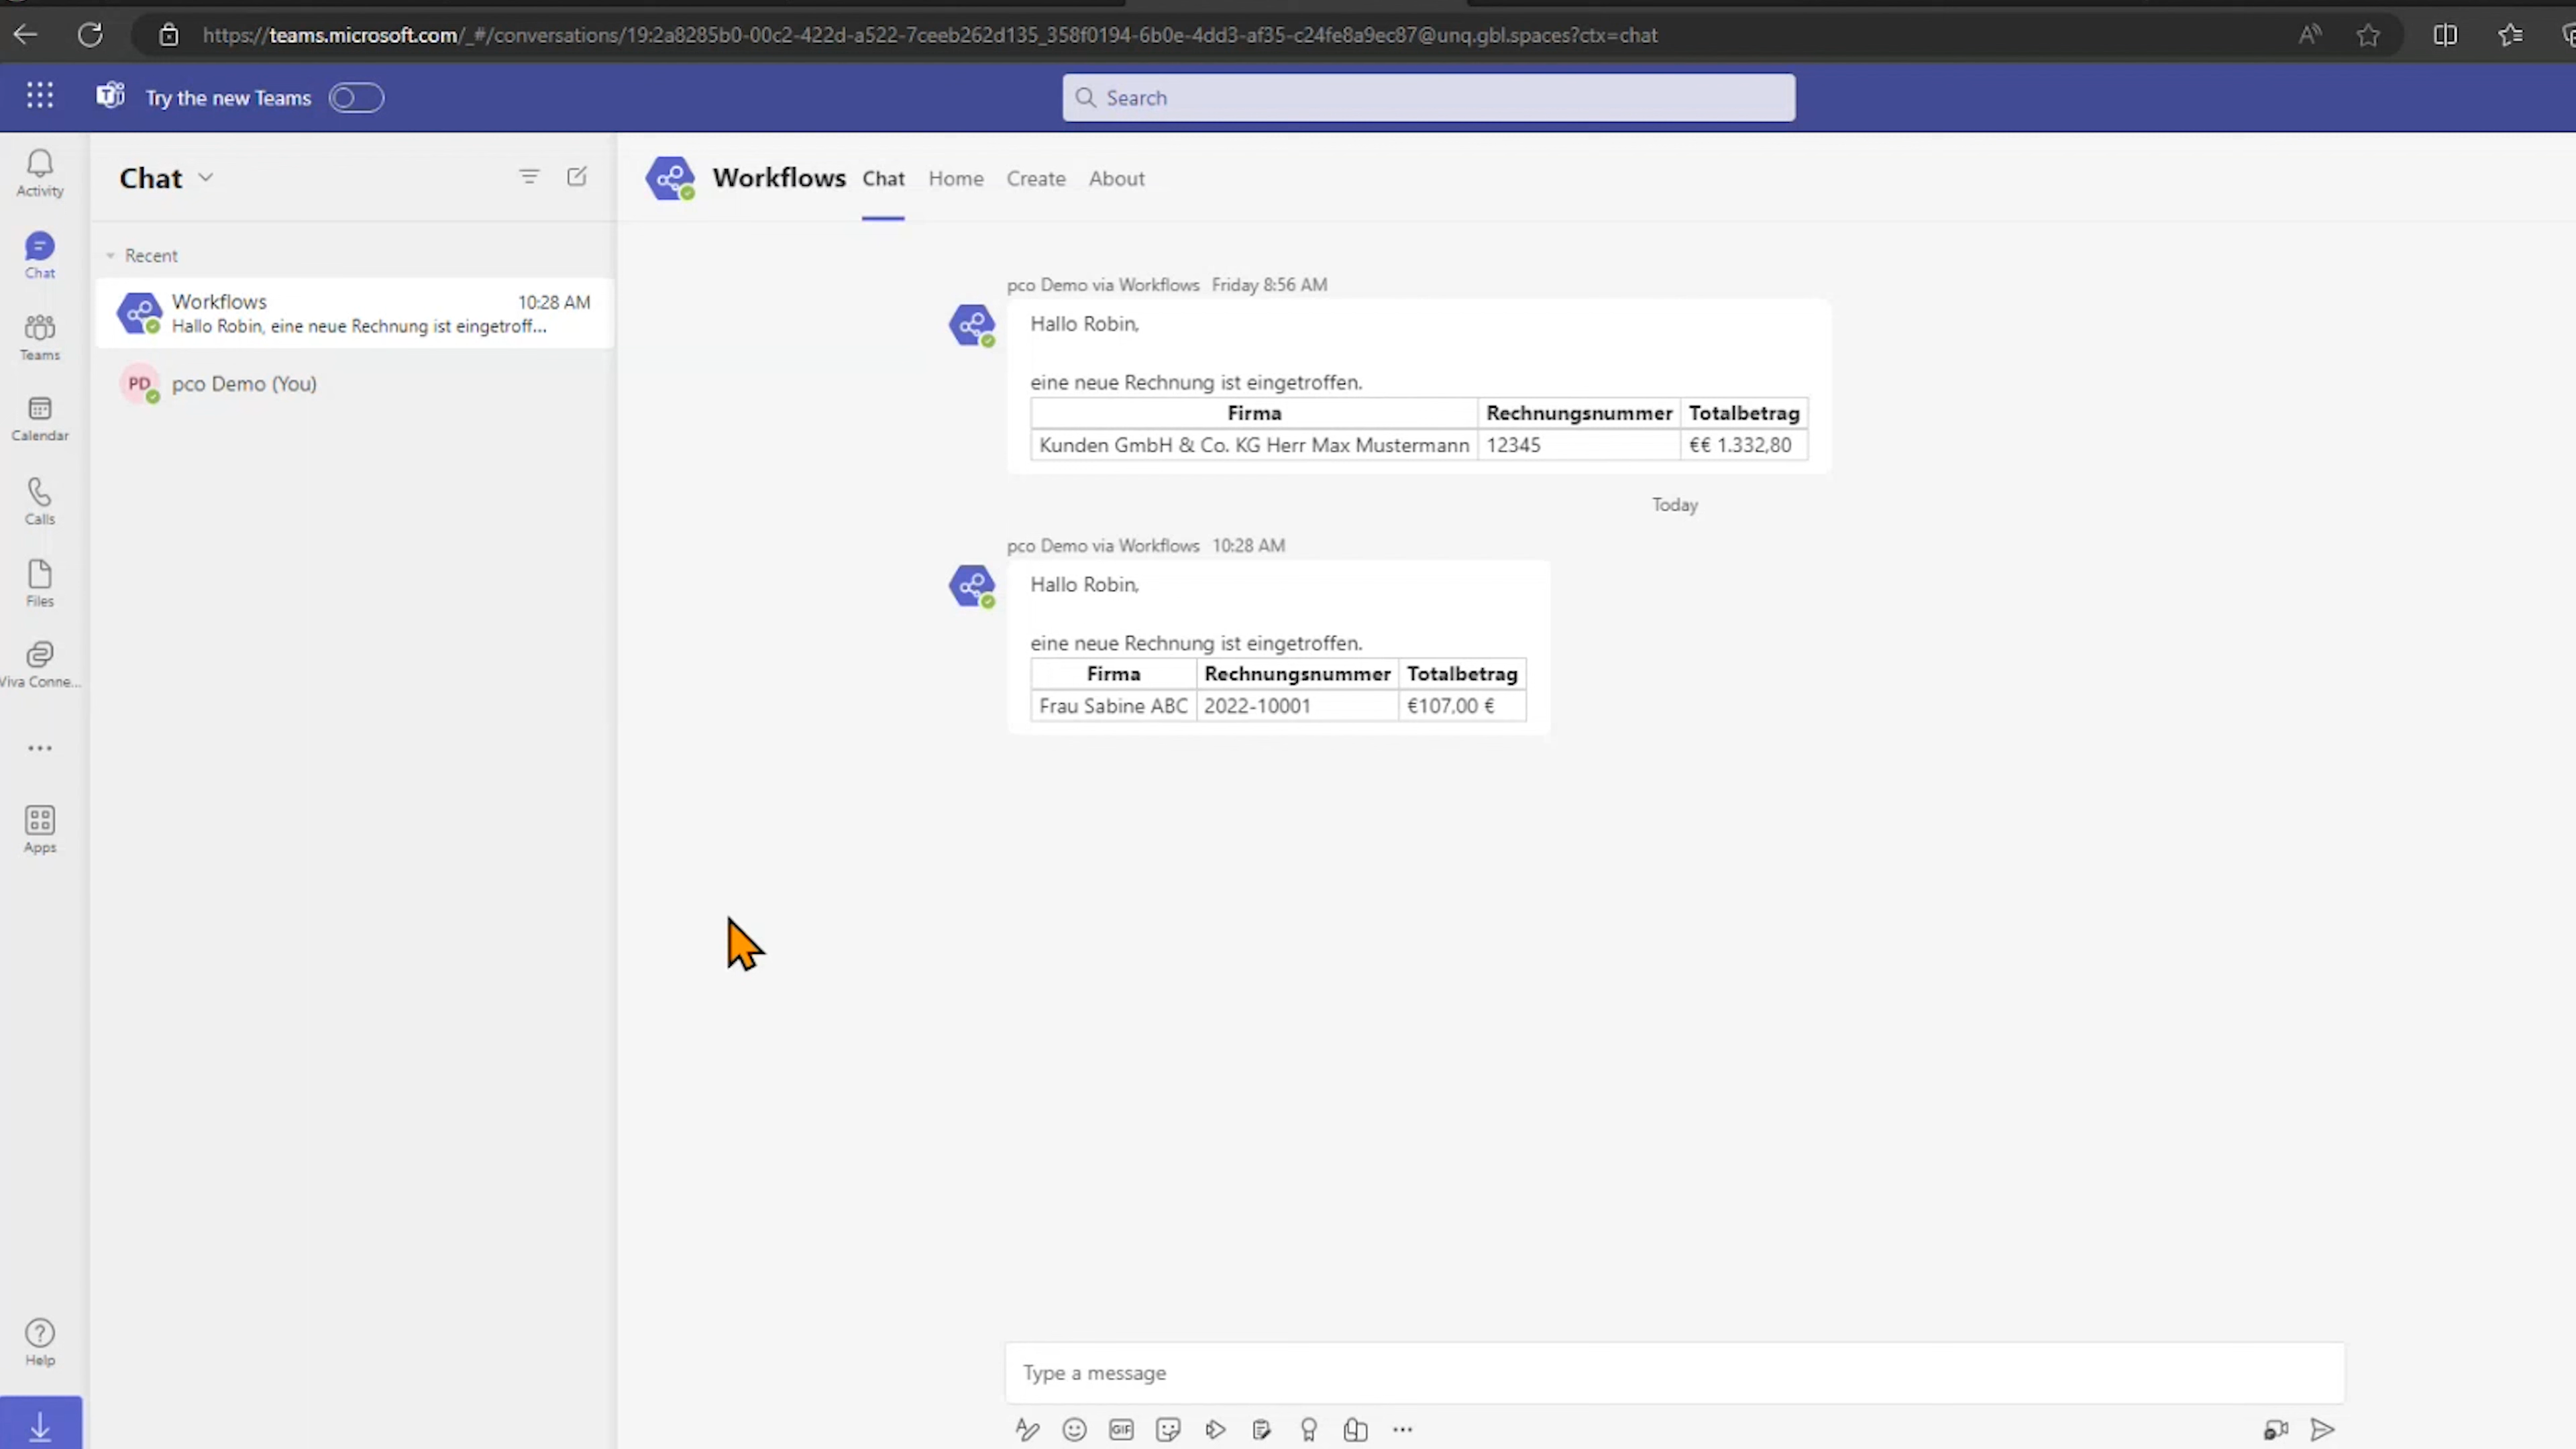 https://teams.microsoft.com/_#/conversations/19:2a8285b0-00c2-422d-a522-7ceeb262d135_358f0194-6b0e-4dd3-af35-c24fe8a9ec87@unq.gbl.spaces?ctx=chat
Try the new Teams
Search
Activity
Chat
Teams
Calendar
Calls
Files
Viva Conne...
Apps
Help
Chat
Recent
Workflows 10:28 AM
Hallo Robin, eine neue Rechnung ist eingetroff...
PD pco Demo (You)
Workflows Chat Home Create About
pco Demo via Workflows Friday 8:56 AM
Hallo Robin,
eine neue Rechnung ist eingetroffen.
Firma Rechnungsnummer Totalbetrag
Kunden GmbH & Co. KG Herr Max Mustermann 12345 €€ 1.332,80
Today
pco Demo via Workflows 10:28 AM
Hallo Robin,
eine neue Rechnung ist eingetroffen.
Firma Rechnungsnummer Totalbetrag
Frau Sabine ABC 2022-10001 €107,00 €
Type a message
GIF